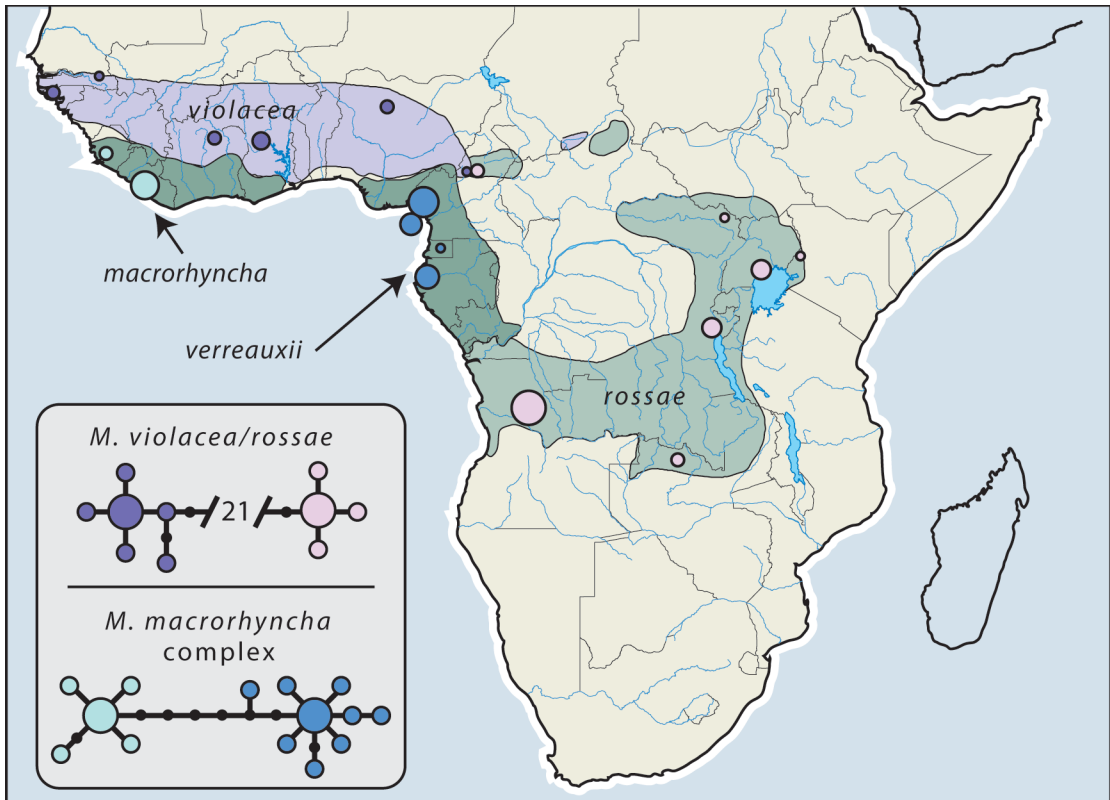 violacea
macrorhyncha
verreauxii
rossae
M. violacea/rossae
21
M. macrorhyncha
complex